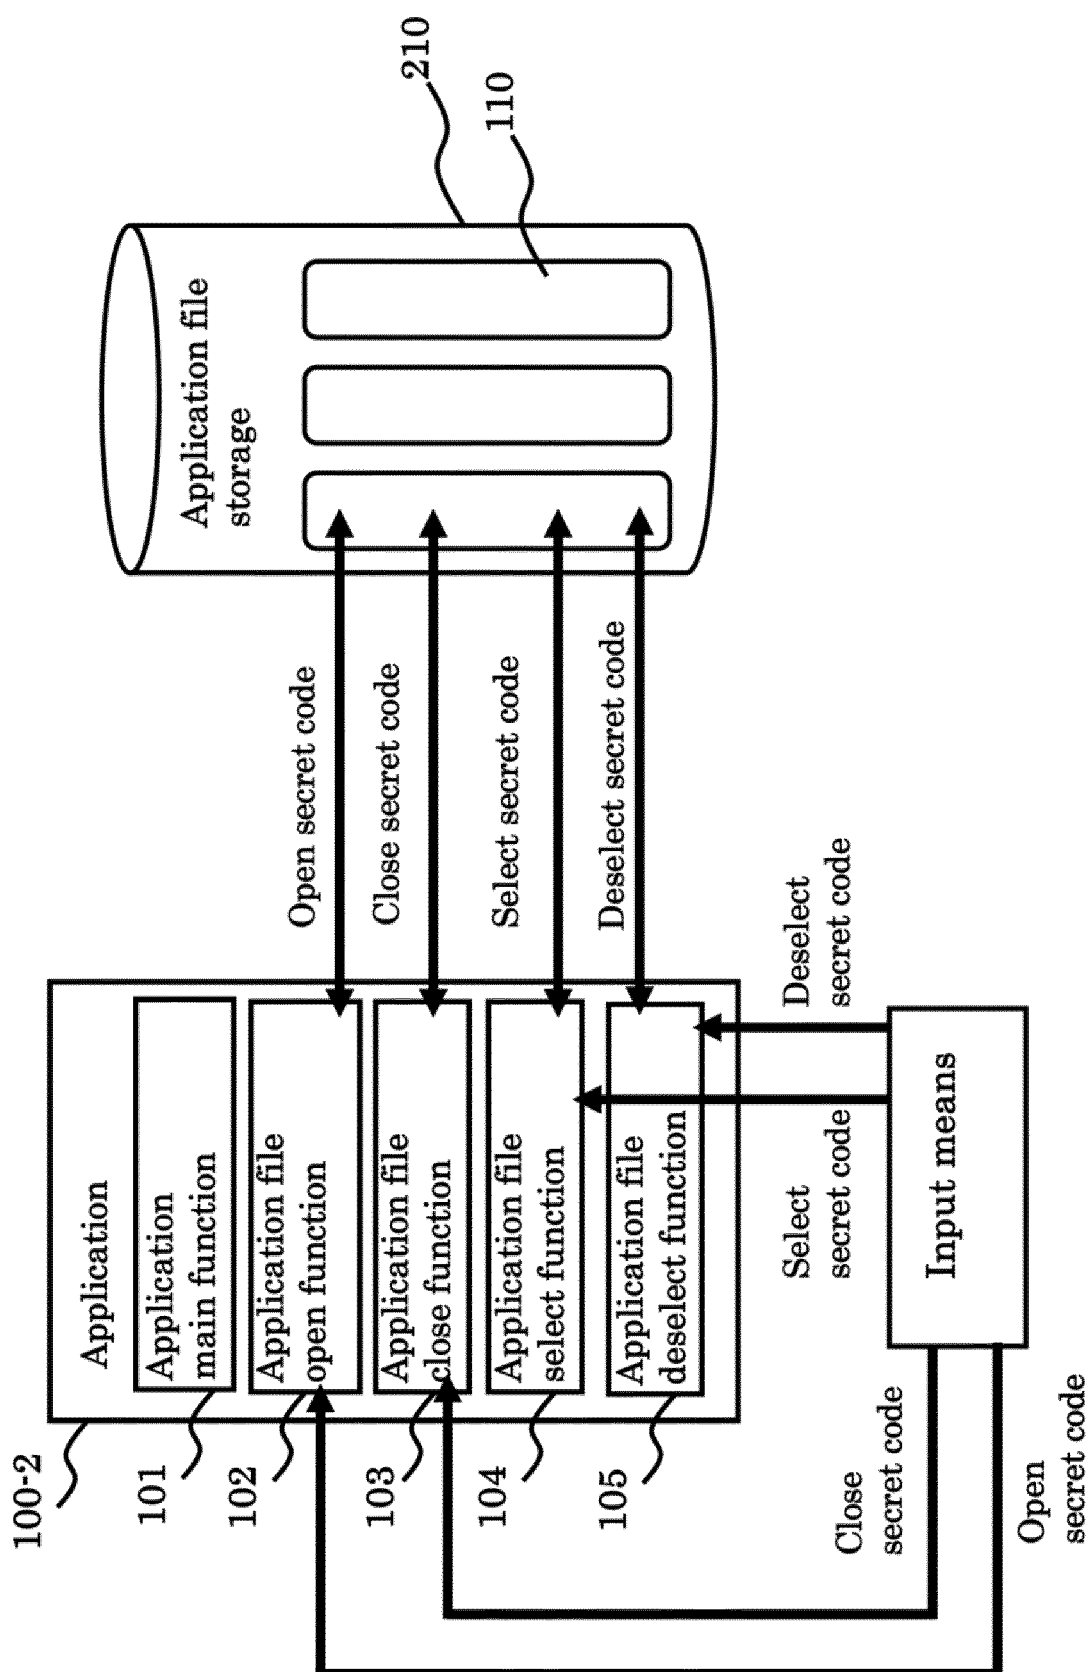 100-2
Application
101
Application
main function
102
Application file
open function
103
Application file
close function
104
Application file
select function
105
Application file
deselect function
Open secret code
Close secret code
Select secret code
Deselect secret code
Application file
storage
210
110
Close
secret code
Open
secret code
Select
secret code
Deselect
secret code
Input means